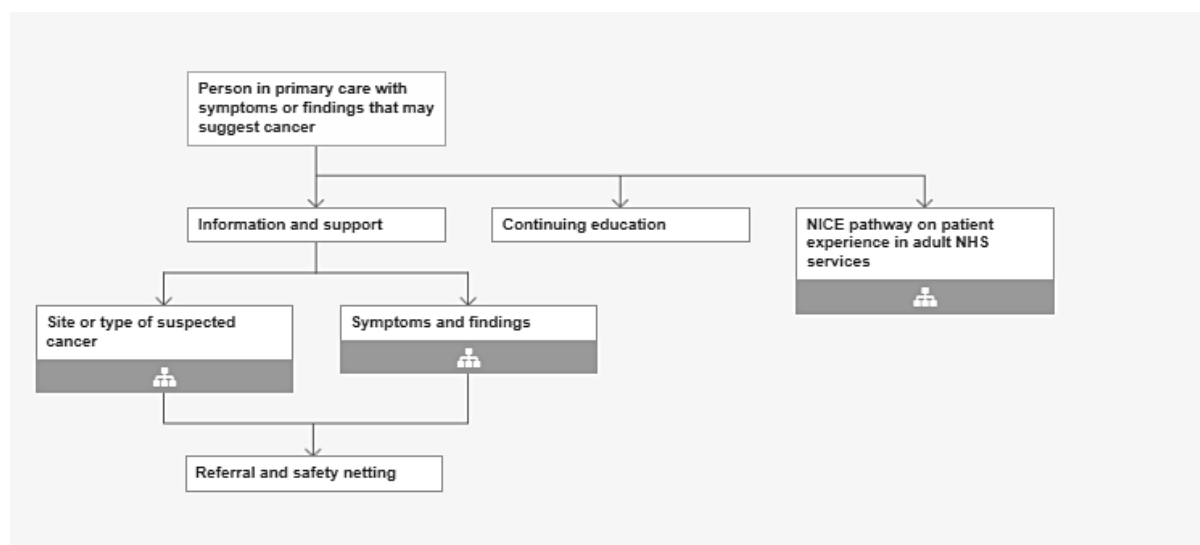 Person in primary care with
symptoms or findings that may
suggest cancer
Information and support
Continuing education
NICE pathway on patient
experience in adult NHS
services
Site or type of suspected
cancer
Symptoms and findings
Referral and safety netting